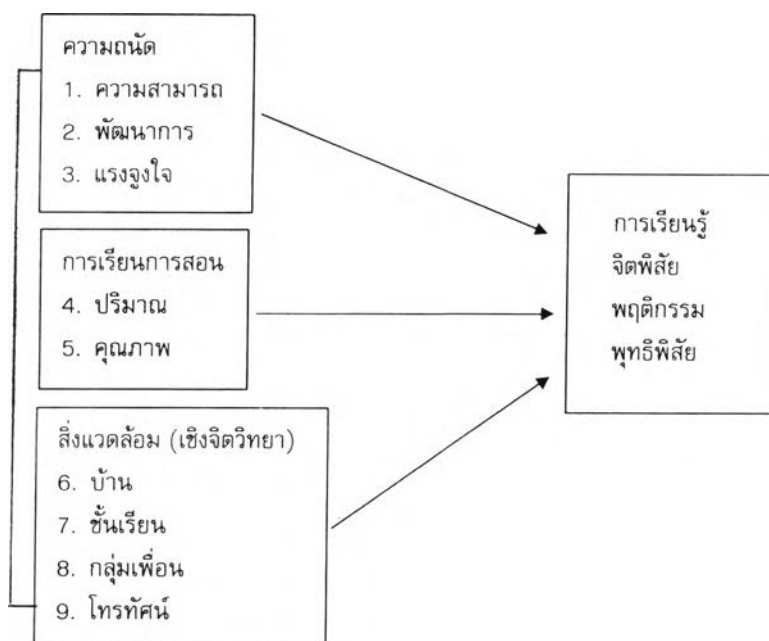 ความถนัด
1. ความสามารถ
2. พัฒนาการ
3. แรงจูงใจ
การเรียนการสอน
4. ปริมาณ
5. คุณภาพ
สิ่งแวดล้อม (เชิงจิตวิทยา)
6. บ้าน
7. ชั้นเรียน
8. กลุ่มเพื่อน
9. โทรทัศน์
การเรียนรู้
จิตพิสัย
พฤติกรรม
พุทธิพิสัย